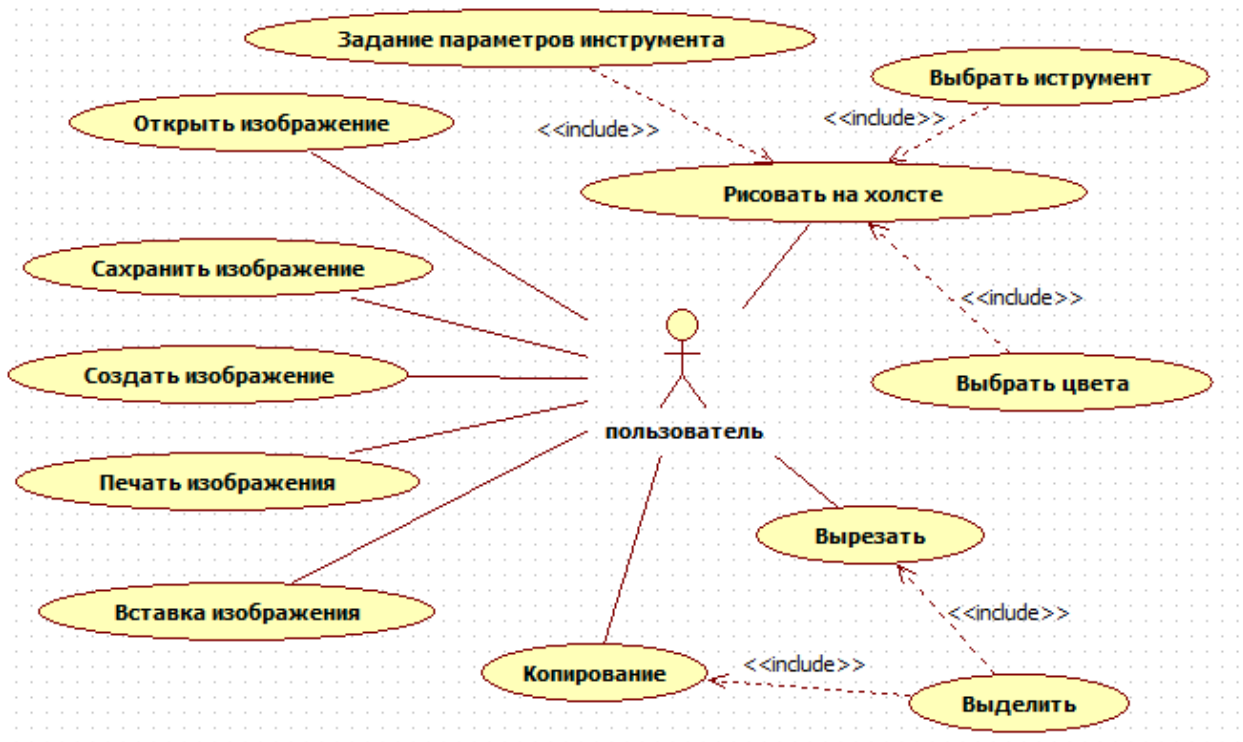 Задание параметров инструмента
Выбрать иструмент
Открыть изображение
<<include>>
<<include>>
Рисовать на холсте
Сахранить изображение
<<include>>
Создать изображение
Выбрать цвета
пользователь
Печать изображения
Вырезать
Вставка изображения
<<include>>
Копирование
<<include>>
Выделить